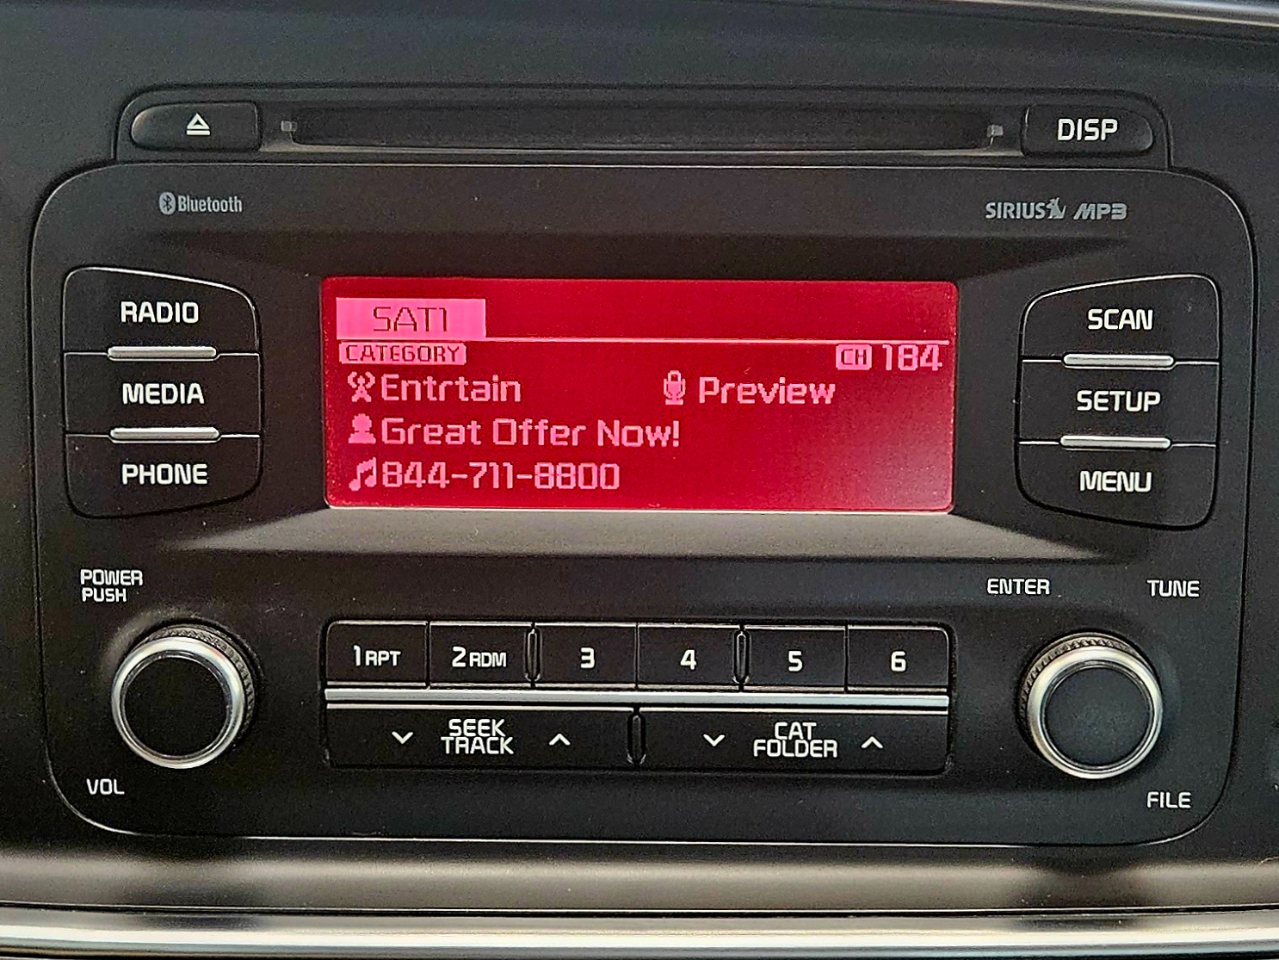 DISP
Bluetooth
SIRIUS MP3
RADIO
MEDIA
PHONE
SAT1
CATEGORY
CH 184
Entrtain
Preview
Great Offer Now!
844-711-8800
SCAN
SETUP
MENU
POWER
PUSH
VOL
1 RPT
2 RDM
3
4
5
6
SEEK
TRACK
CAT
FOLDER
ENTER
TUNE
FILE